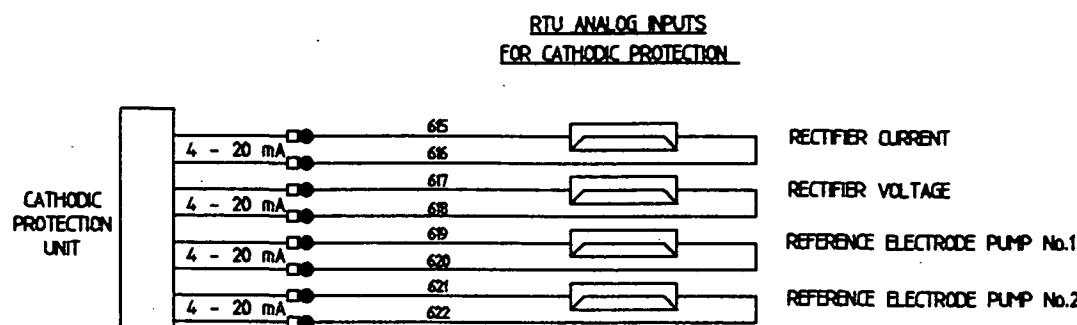 RTU ANALOG INPUTS
FOR CATHODIC PROTECTION
CATHODIC
PROTECTION
UNIT
4 - 20 mA
615
616
RECTIFIER CURRENT
4 - 20 mA
617
618
RECTIFIER VOLTAGE
4 - 20 mA
619
620
REFERENCE ELECTRODE PUMP No.1
4 - 20 mA
621
622
REFERENCE ELECTRODE PUMP No.2